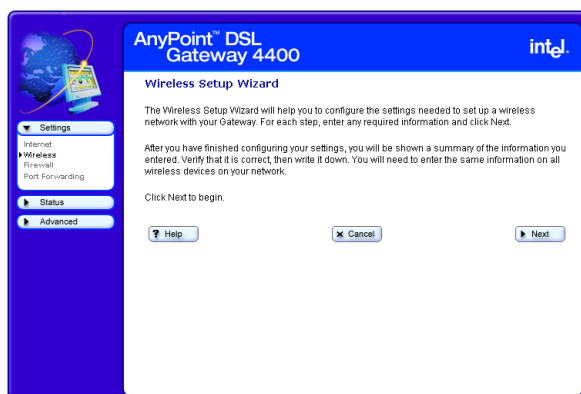 AnyPoint™ DSL
Gateway 4400
intel.
Wireless Setup Wizard
The Wireless Setup Wizard will help you to configure the settings needed to set up a wireless
network with your Gateway. For each step, enter any required information and click Next.
After you have finished configuring your settings, you will be shown a summary of the information you
entered. Verify that it is correct, then write it down. You will need to enter the same information on all
wireless devices on your network.
Click Next to begin.
? Help
Cancel
Next
Settings
Internet
Wireless
Firewall
Port Forwarding
Status
Advanced